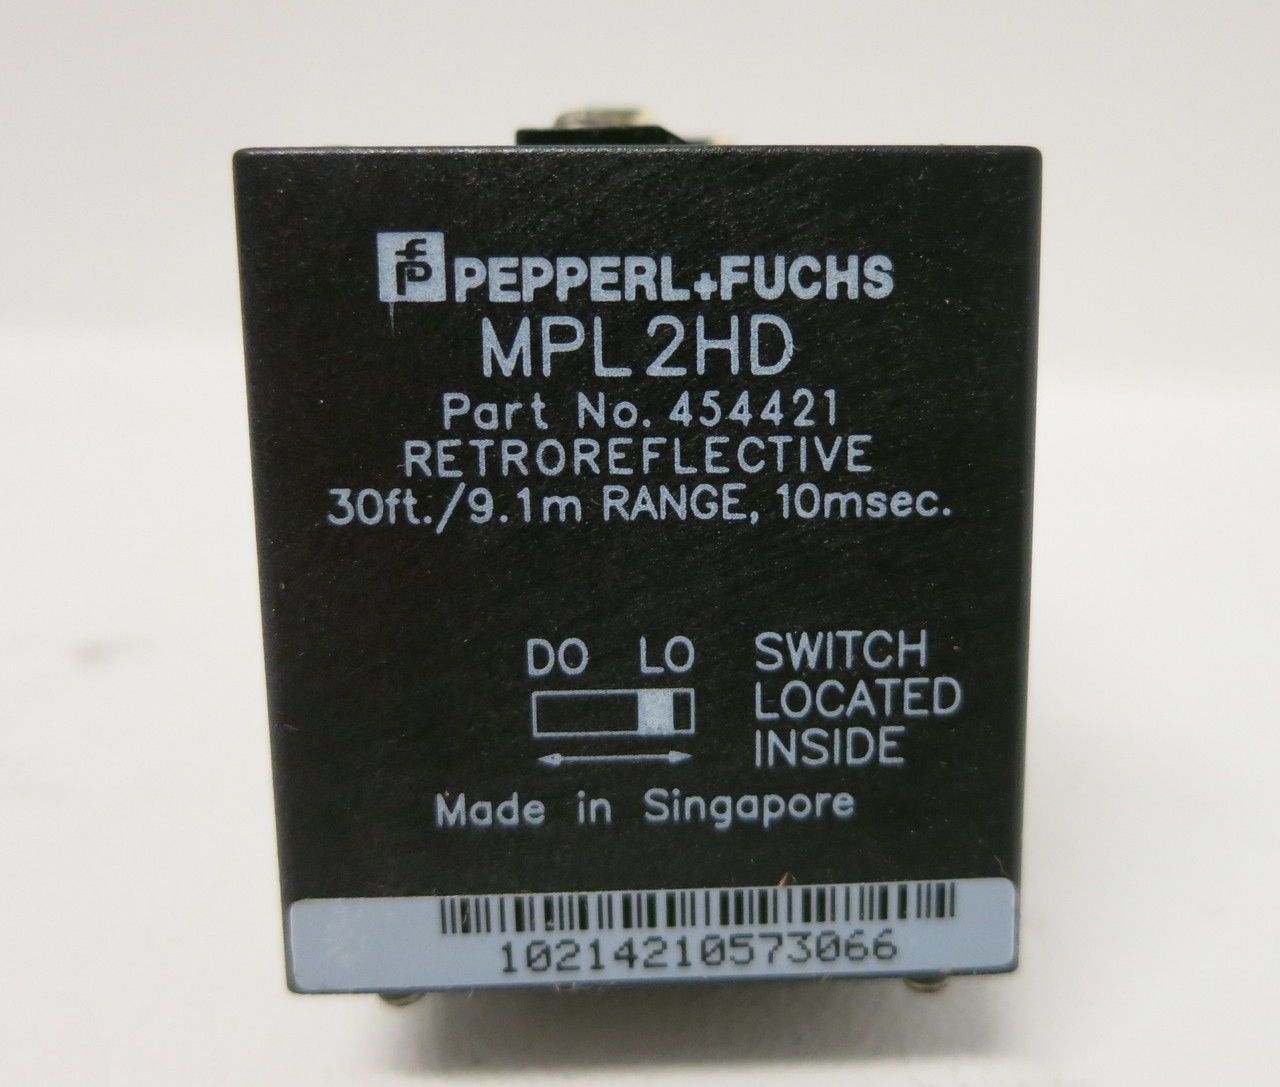 PEPPERL+FUCHS
MPL2HD
Part No. 454421
RETROREFLECTIVE
30ft./9.1m RANGE, 10msec.
DO LO SWITCH
LOCATED
INSIDE
Made in Singapore
10214210573066